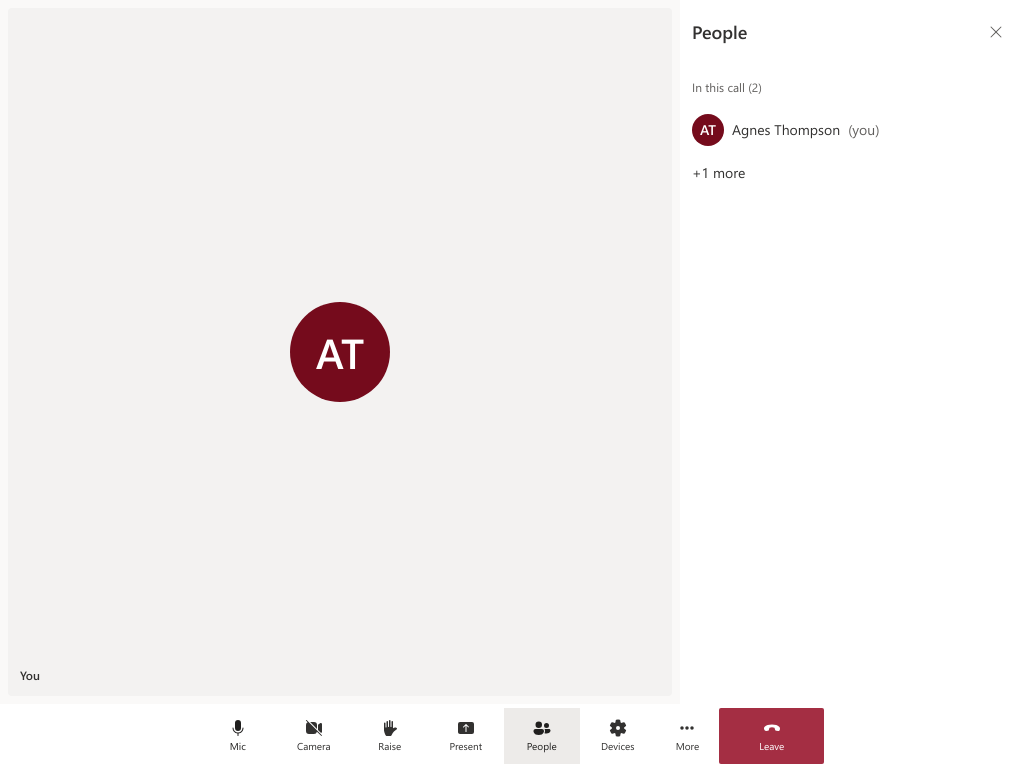 People
In this call (2)
AT Agnes Thompson (you)
+1 more
AT
You
Mic Camera Raise Present People Devices More Leave